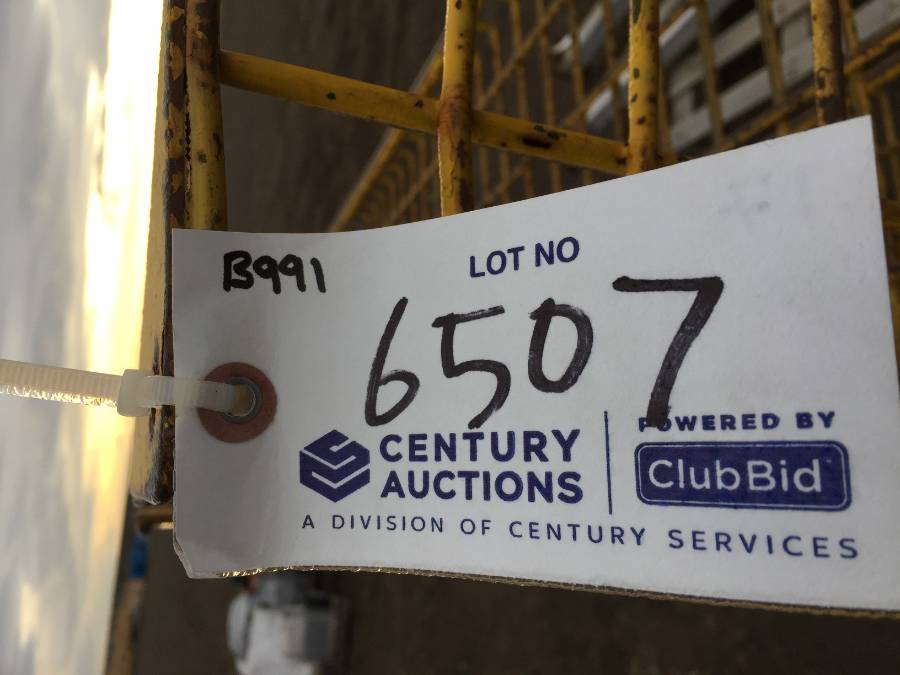 B991
LOT NO
6507
CENTURY
AUCTIONS
POWERED BY
ClubBid
A DIVISION OF CENTURY SERVICES